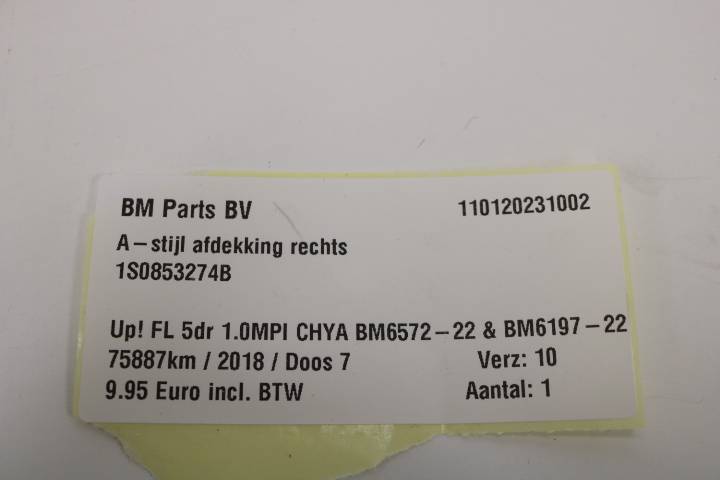 BM Parts BV 110120231002
A-stijl afdekking rechts
1S0853274B
Up! FL 5dr 1.0MPI CHYA BM6572-22 & BM6197-22
75887km / 2018 / Doos 7 Verz: 10
9.95 Euro incl. BTW Aantal: 1